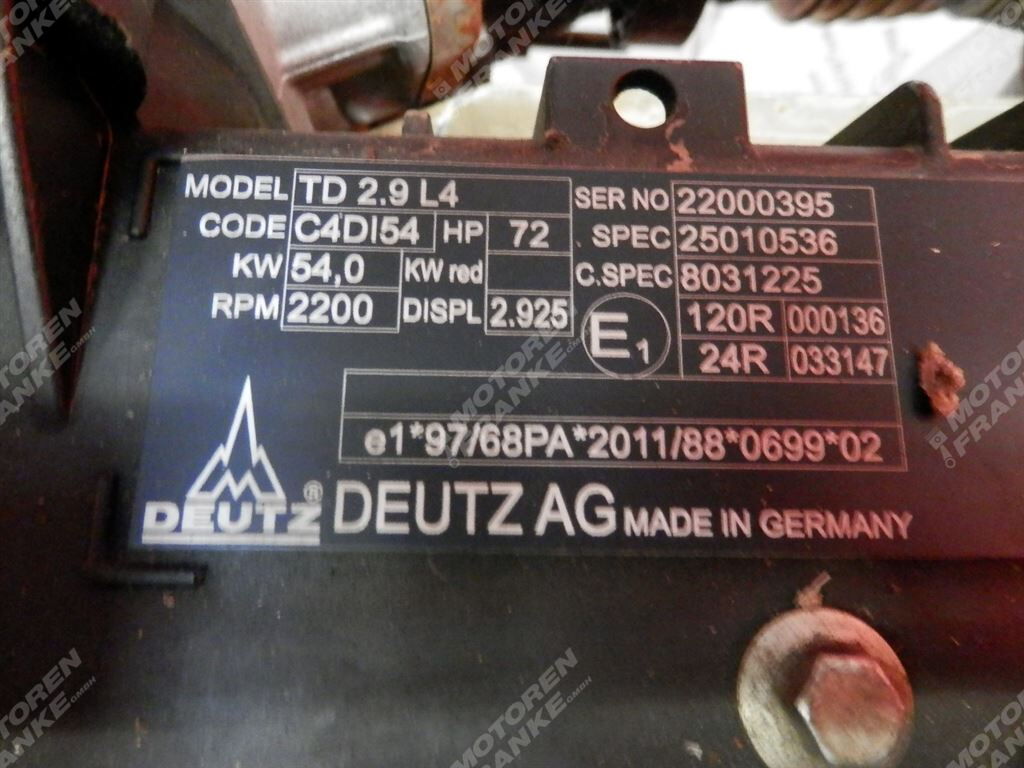 MODEL TD 2.9 L4 SER NO 22000395
CODE C4DI54 HP 72 SPEC 25010536
KW 54,0 KW red C.SPEC 8031225
RPM 2200 DISPL 2.925 E1 120R 000136
24R 033147
e1*97/68PA*2011/88*0699*02
DEUTZ® DEUTZ AG MADE IN GERMANY
MOTOREN
FRANKE GMBH